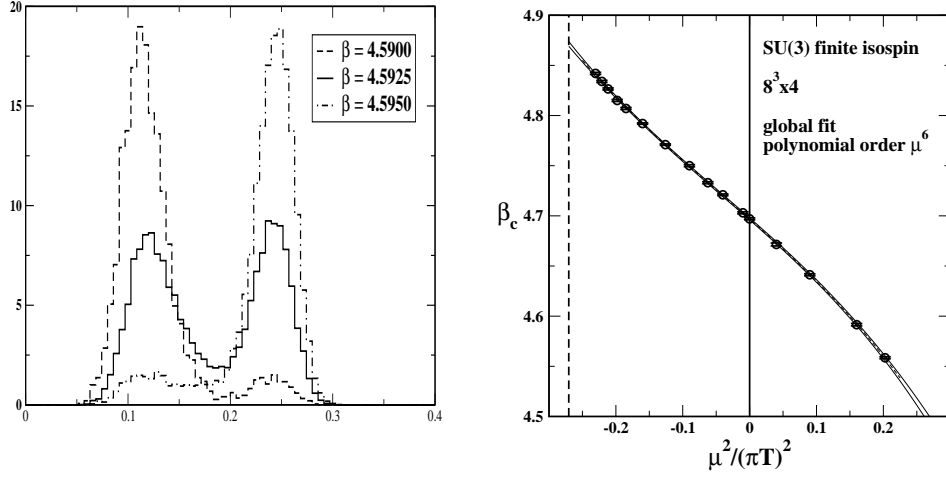 20
15
10
5
0
0
0.1
0.2
0.3
0.4
β = 4.5900
β = 4.5925
β = 4.5950
4.9
4.8
4.7
4.6
4.5
β_c
SU(3) finite isospin
8³x4
global fit
polynomial order μ⁶
-0.2
-0.1
0
0.1
0.2
μ²/(πT)²